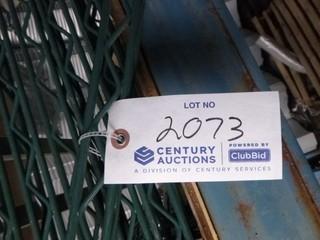 LOT NO
2073
CENTURY AUCTIONS
POWERED BY
ClubBid
A DIVISION OF CENTURY SERVICES